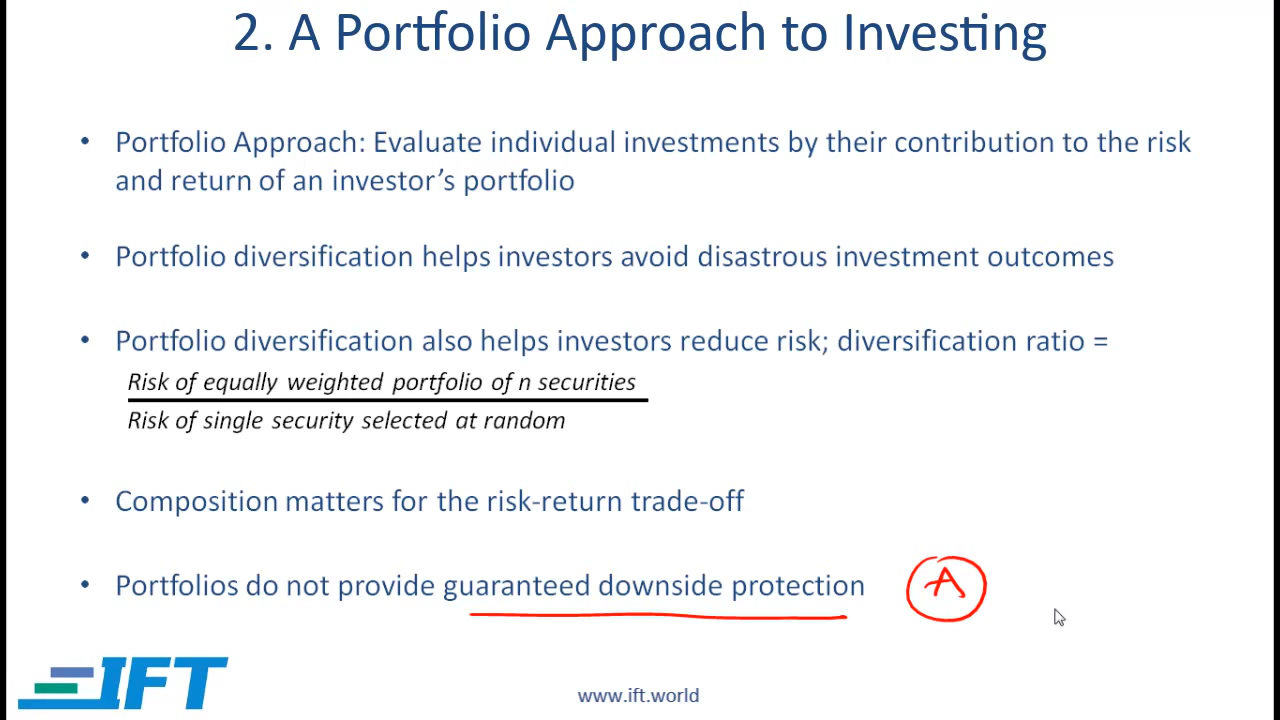 2. A Portfolio Approach to Investing
• Portfolio Approach: Evaluate individual investments by their contribution to the risk
and return of an investor’s portfolio
• Portfolio diversification helps investors avoid disastrous investment outcomes
• Portfolio diversification also helps investors reduce risk; diversification ratio =
Risk of equally weighted portfolio of n securities
Risk of single security selected at random
• Composition matters for the risk-return trade-off
• Portfolios do not provide guaranteed downside protection A
IFT
www.ift.world